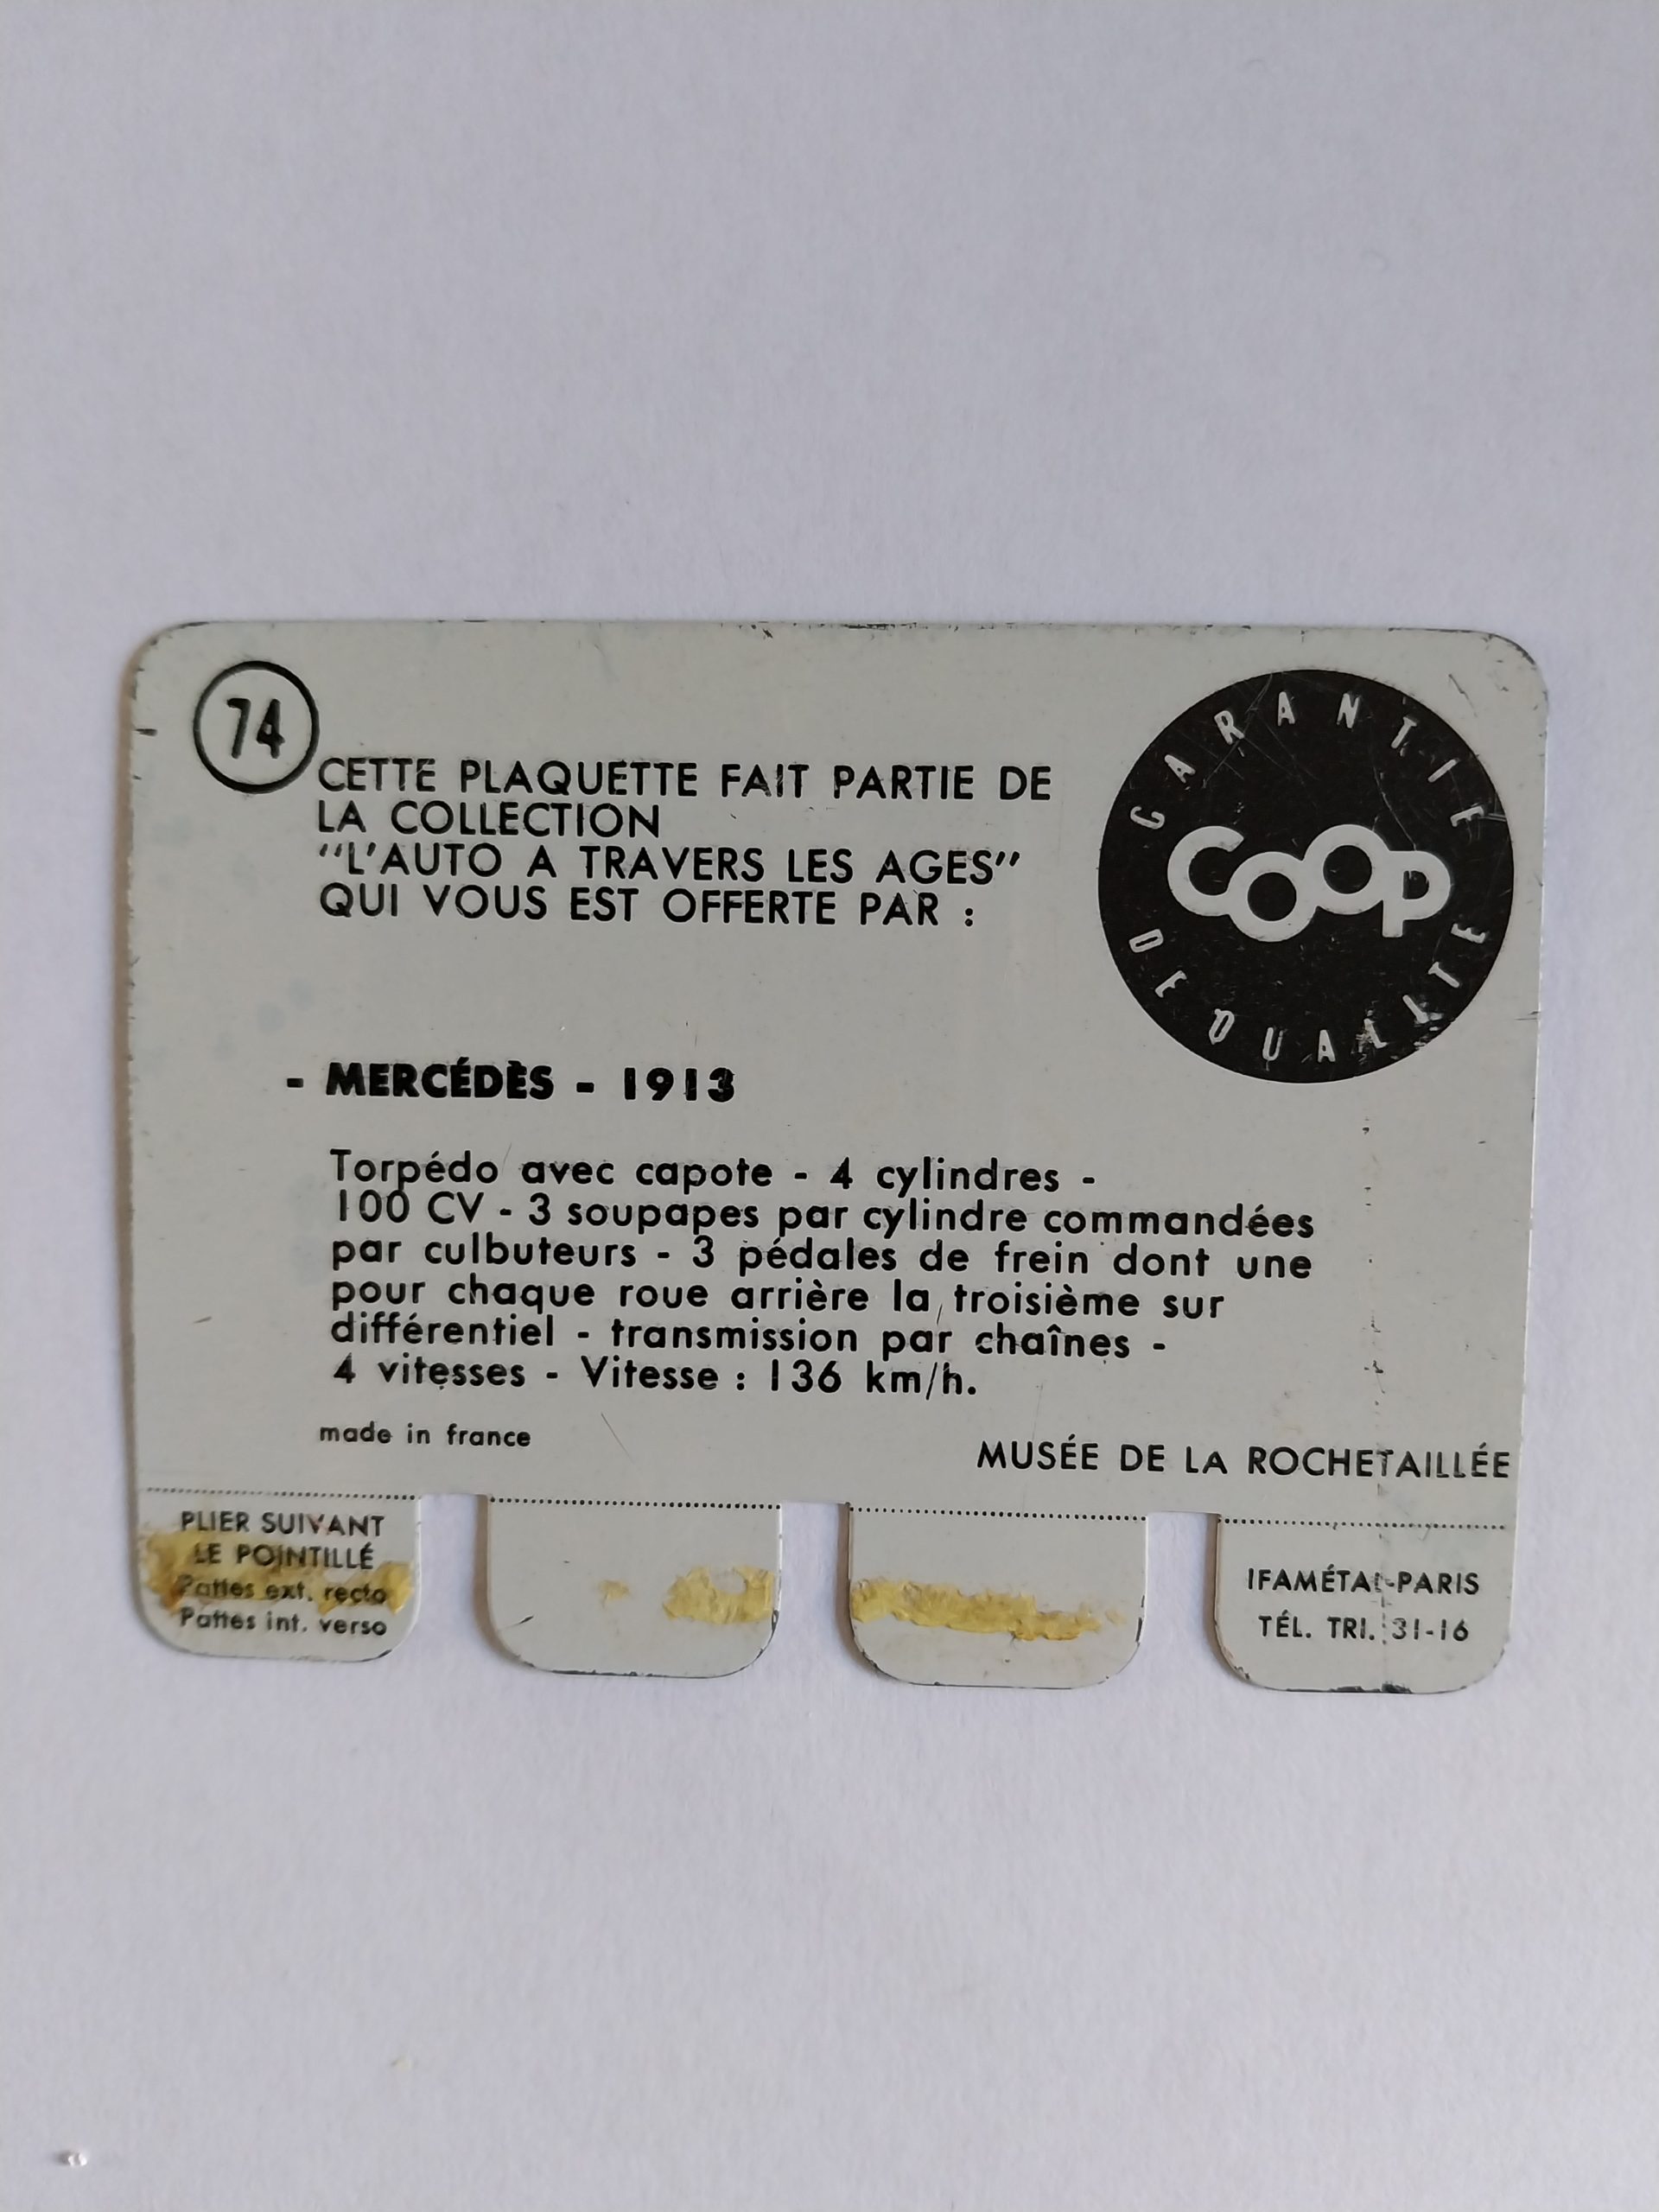 74
CETTE PLAQUETTE FAIT PARTIE DE
LA COLLECTION
"L'AUTO A TRAVERS LES AGES"
QUI VOUS EST OFFERTE PAR :
GARANTIE
COOP
DE QUALITE
- MERCÉDÈS - 1913
Torpédo avec capote - 4 cylindres -
100 CV - 3 soupapes par cylindre commandées
par culbuteurs - 3 pédales de frein dont une
pour chaque roue arrière la troisième sur
différentiel - transmission par chaînes -
4 vitesses - Vitesse : 136 km/h.
made in france
MUSÉE DE LA ROCHETAILLÉE
PLIER SUIVANT
LE POINTILLÉ
Pattes ext. recto
Pattes int. verso
IFAMÉTAL-PARIS
TÉL. TRI. 31-16